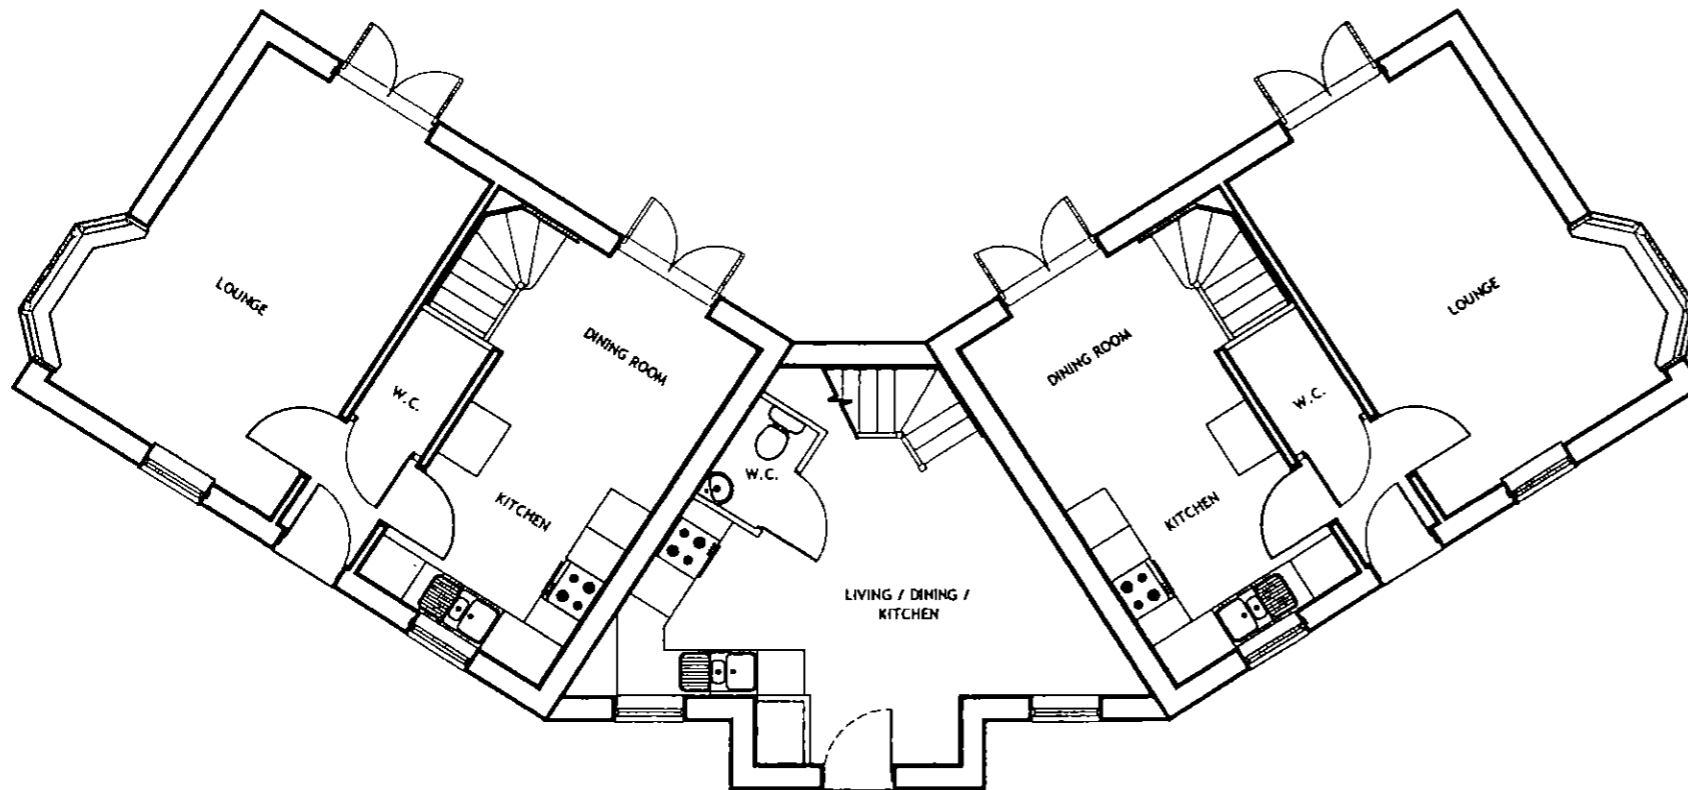 LOUNGE
DINING ROOM
W.C.
KITCHEN
W.C.
LIVING / DINING /
KITCHEN
DINING ROOM
W.C.
KITCHEN
LOUNGE